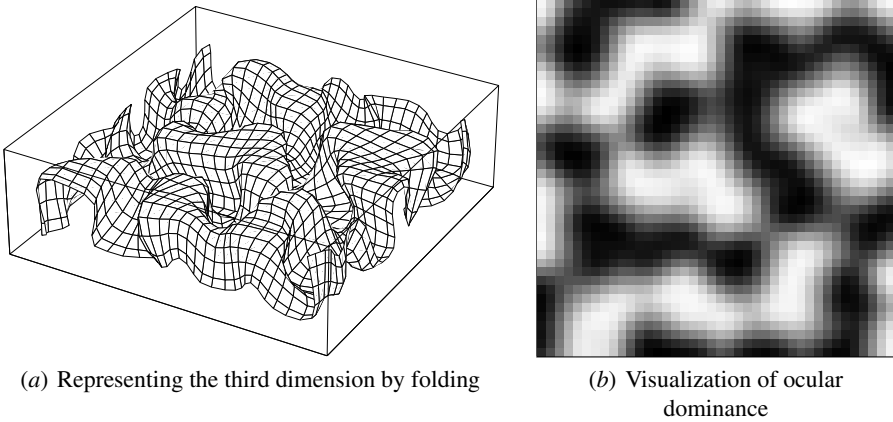 (a) Representing the third dimension by folding
(b) Visualization of ocular
dominance